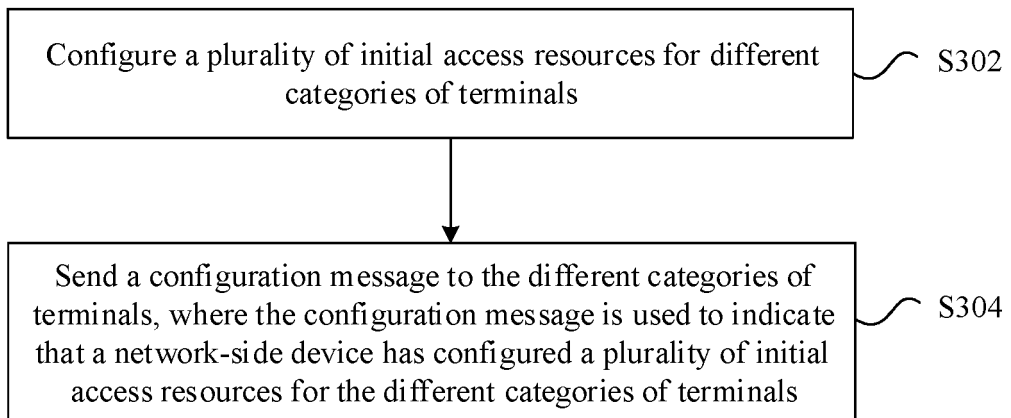 Configure a plurality of initial access resources for different
categories of terminals
S302
Send a configuration message to the different categories of
terminals, where the configuration message is used to indicate
that a network-side device has configured a plurality of initial
access resources for the different categories of terminals
S304